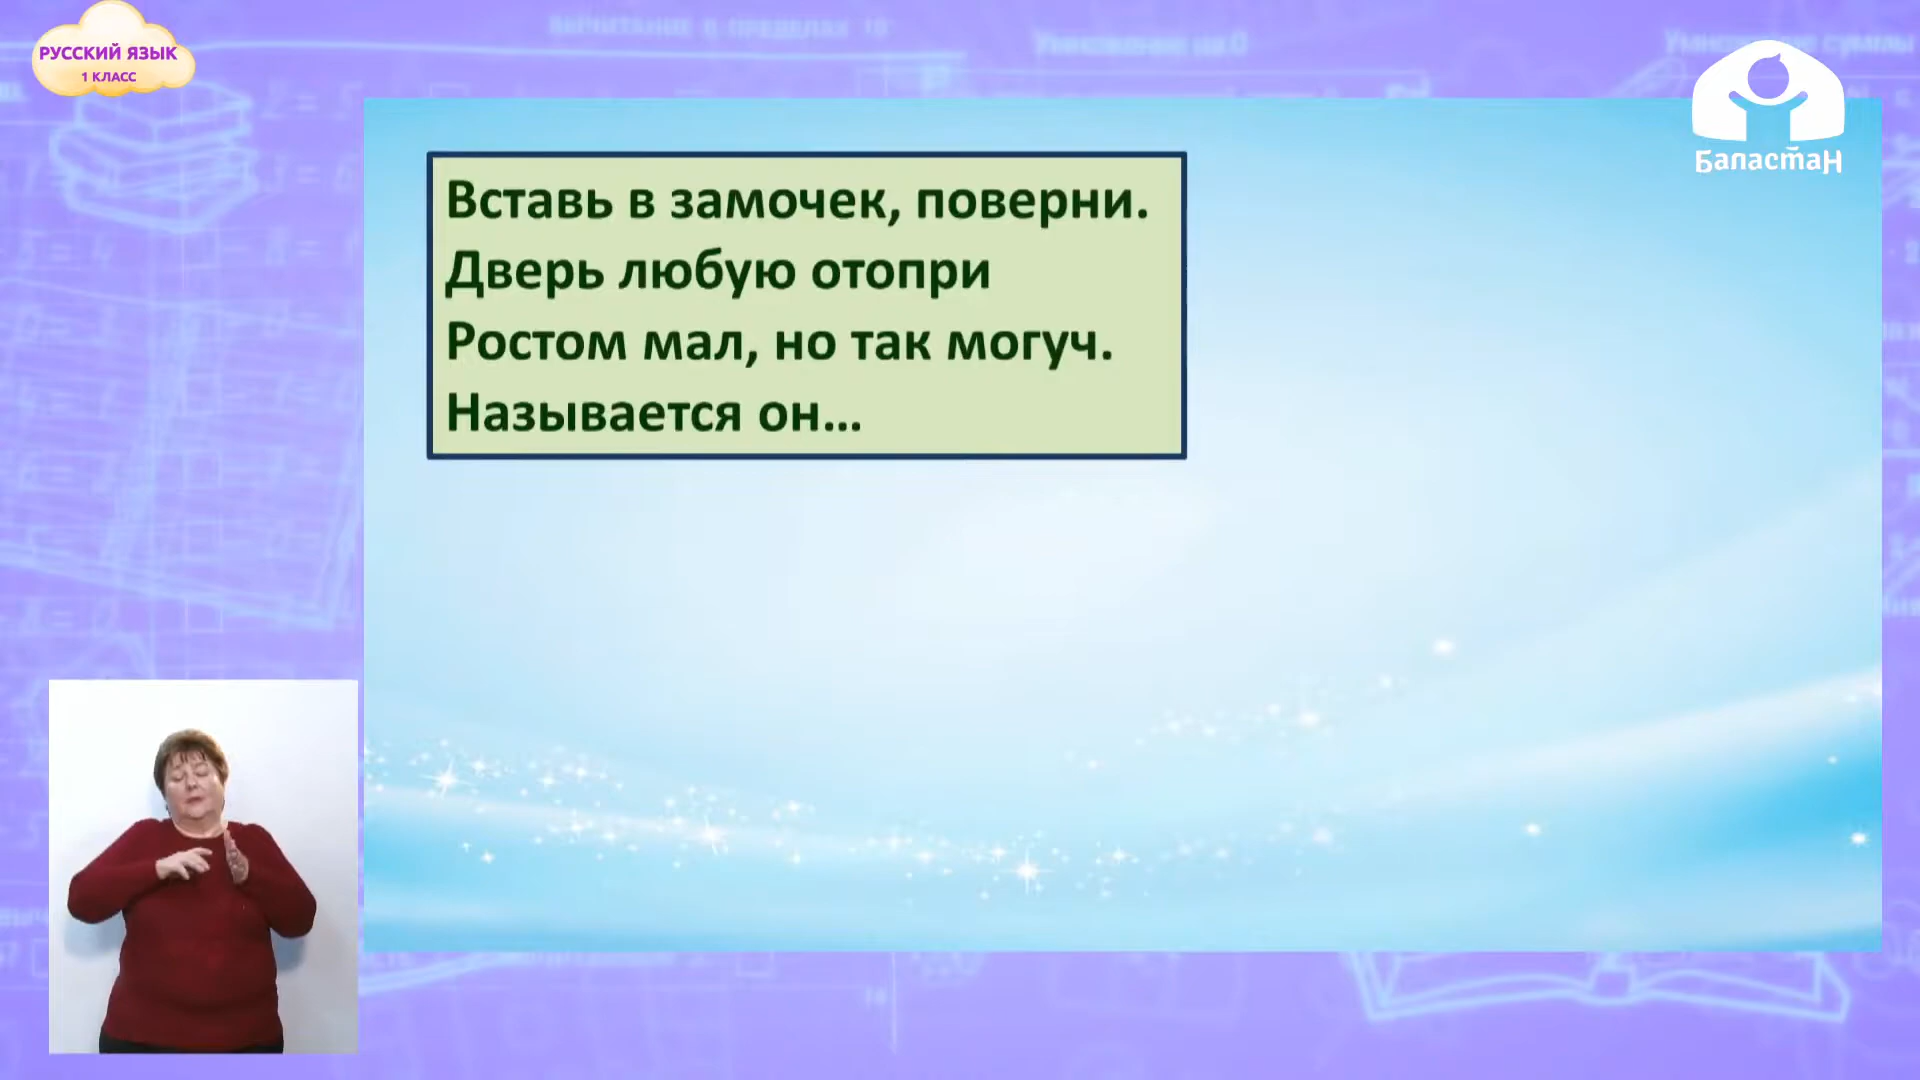 РУССКИЙ ЯЗЫК
1 КЛАСС
Баластан
Вставь в замочек, поверни.
Дверь любую отопри
Ростом мал, но так могуч.
Называется он...